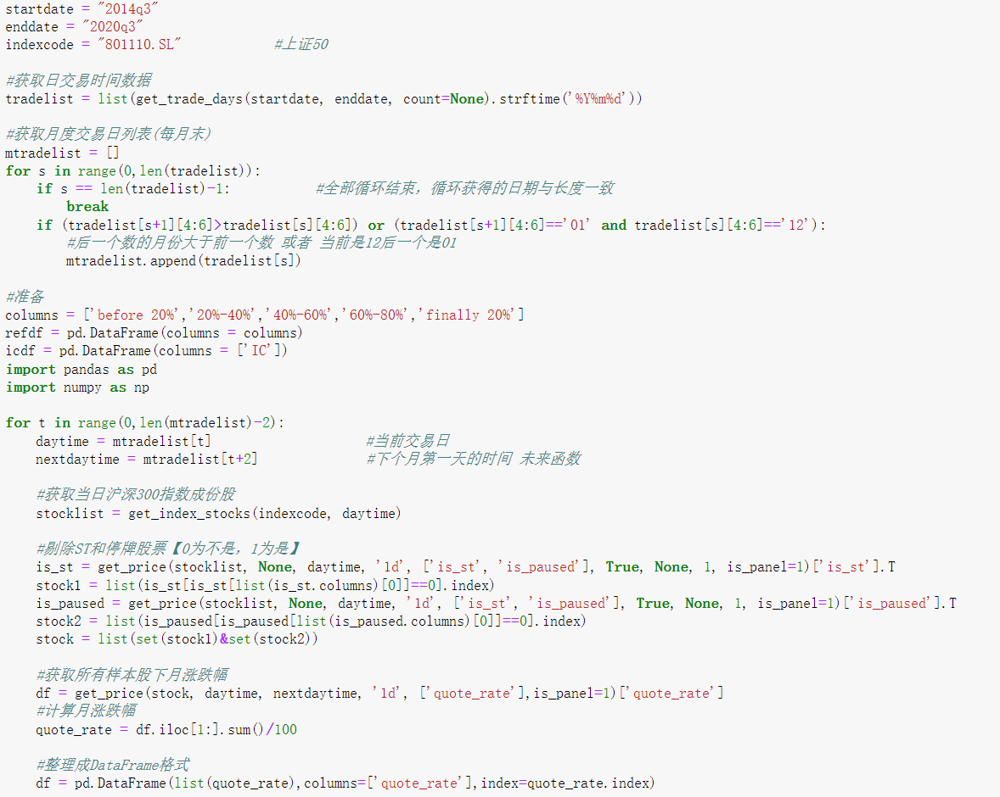 startdate = "2014q3"
enddate = "2020q3"
indexcode = "801110.SL"            #上证50

#获取日交易时间数据
tradelist = list(get_trade_days(startdate, enddate, count=None).strftime('%Y%m%d'))

#获取月度交易日列表(每月末)
mtradelist = []
for s in range(0,len(tradelist)):
    if s == len(tradelist)-1:           #全部循环结束，循环获得的日期与长度一致
        break
    if (tradelist[s+1][4:6]>tradelist[s][4:6]) or (tradelist[s+1][4:6]=='01' and tradelist[s][4:6]=='12'):
        #后一个数的月份大于前一个数 或者 当前是12后一个是01
        mtradelist.append(tradelist[s])

#准备
columns = ['before 20%','20%-40%','40%-60%','60%-80%','finally 20%']
refdf = pd.DataFrame(columns = columns)
icdf = pd.DataFrame(columns = ['IC'])
import pandas as pd
import numpy as np

for t in range(0,len(mtradelist)-2):
    daytime = mtradelist[t]                    #当前交易日
    nextdaytime = mtradelist[t+2]              #下个月第一天的时间 未来函数

    #获取当日沪深300指数成份股
    stocklist = get_index_stocks(indexcode, daytime)

    #剔除ST和停牌股票【0为不是，1为是】
    is_st = get_price(stocklist, None, daytime, '1d', ['is_st', 'is_paused'], True, None, 1, is_panel=1)['is_st'].T
    stock1 = list(is_st[is_st[list(is_st.columns)[0]]==0].index)
    is_paused = get_price(stocklist, None, daytime, '1d', ['is_st', 'is_paused'], True, None, 1, is_panel=1)['is_paused'].T
    stock2 = list(is_paused[is_paused[list(is_paused.columns)[0]]==0].index)
    stock = list(set(stock1)&set(stock2))

    #获取所有样本股下月涨跌幅
    df = get_price(stock, daytime, nextdaytime, '1d', ['quote_rate'],is_panel=1)['quote_rate']
    #计算月涨跌幅
    quote_rate = df.iloc[1:].sum()/100

    #整理成DataFrame格式
    df = pd.DataFrame(list(quote_rate),columns=['quote_rate'],index=quote_rate.index)